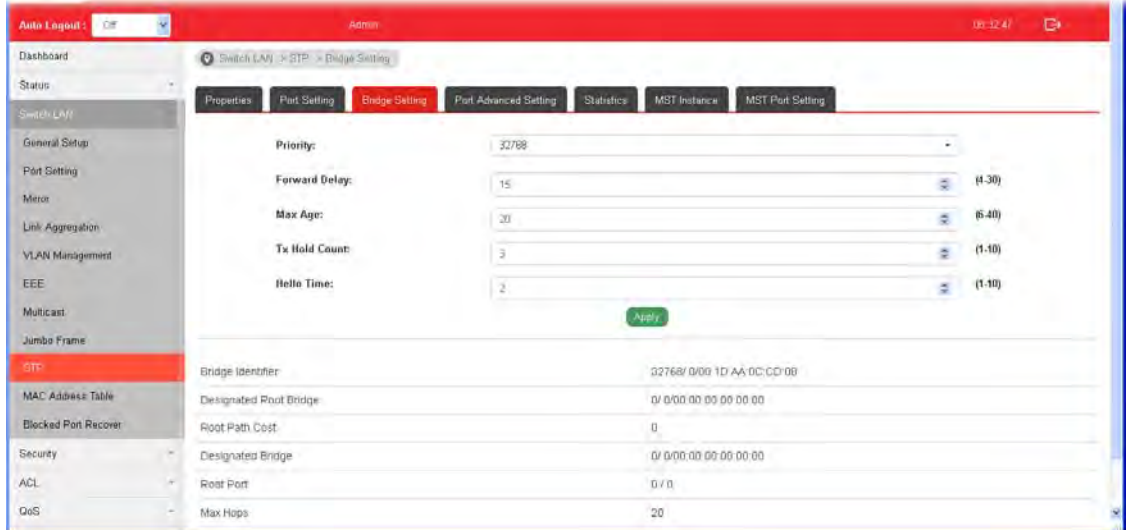 Auto Logout : Off Admin 08:32:47
Dashboard
Switch LAN > STP > Bridge Setting
Status
Properties Port Setting Bridge Setting Port Advanced Setting Statistics MST Instance MST Port Setting
Switch LAN
General Setup
Priority: 32768
Port Setting
Forward Delay: 15 (4-30)
Mirror
Max Age: 20 (6-40)
Link Aggregation
Tx Hold Count: 3 (1-10)
VLAN Management
EEE
Hello Time: 2 (1-10)
Multicast
Apply
Jumbo Frame
STP
Bridge Identifier 32768/ 0/00:1D:AA:0C:CD:08
MAC Address Table
Designated Root Bridge 0/ 0/00:00:00:00:00:00
Blocked Port Recover
Root Path Cost 0
Security
Designated Bridge 0/ 0/00:00:00:00:00:00
ACL
Root Port 0 / 0
QoS
Max Hops 20